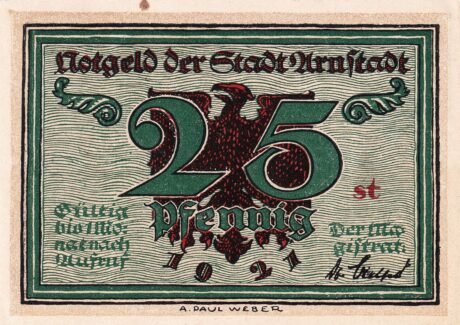 Notgeld der Stadt Arnstadt
25
st
Pfennig
Gültig
bis 1 Mo-
nat nach
Aufruf
Der Ma
gistrat:
1921
A. PAUL WEBER